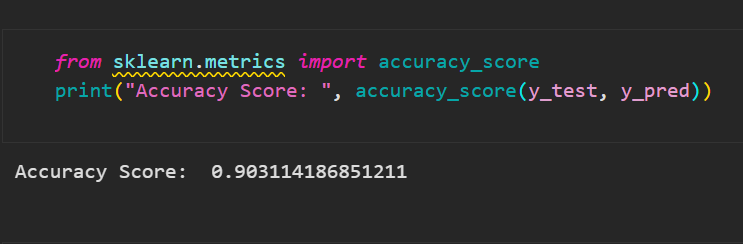 from sklearn.metrics import accuracy_score
print("Accuracy Score: ", accuracy_score(y_test, y_pred))
Accuracy Score:  0.903114186851211